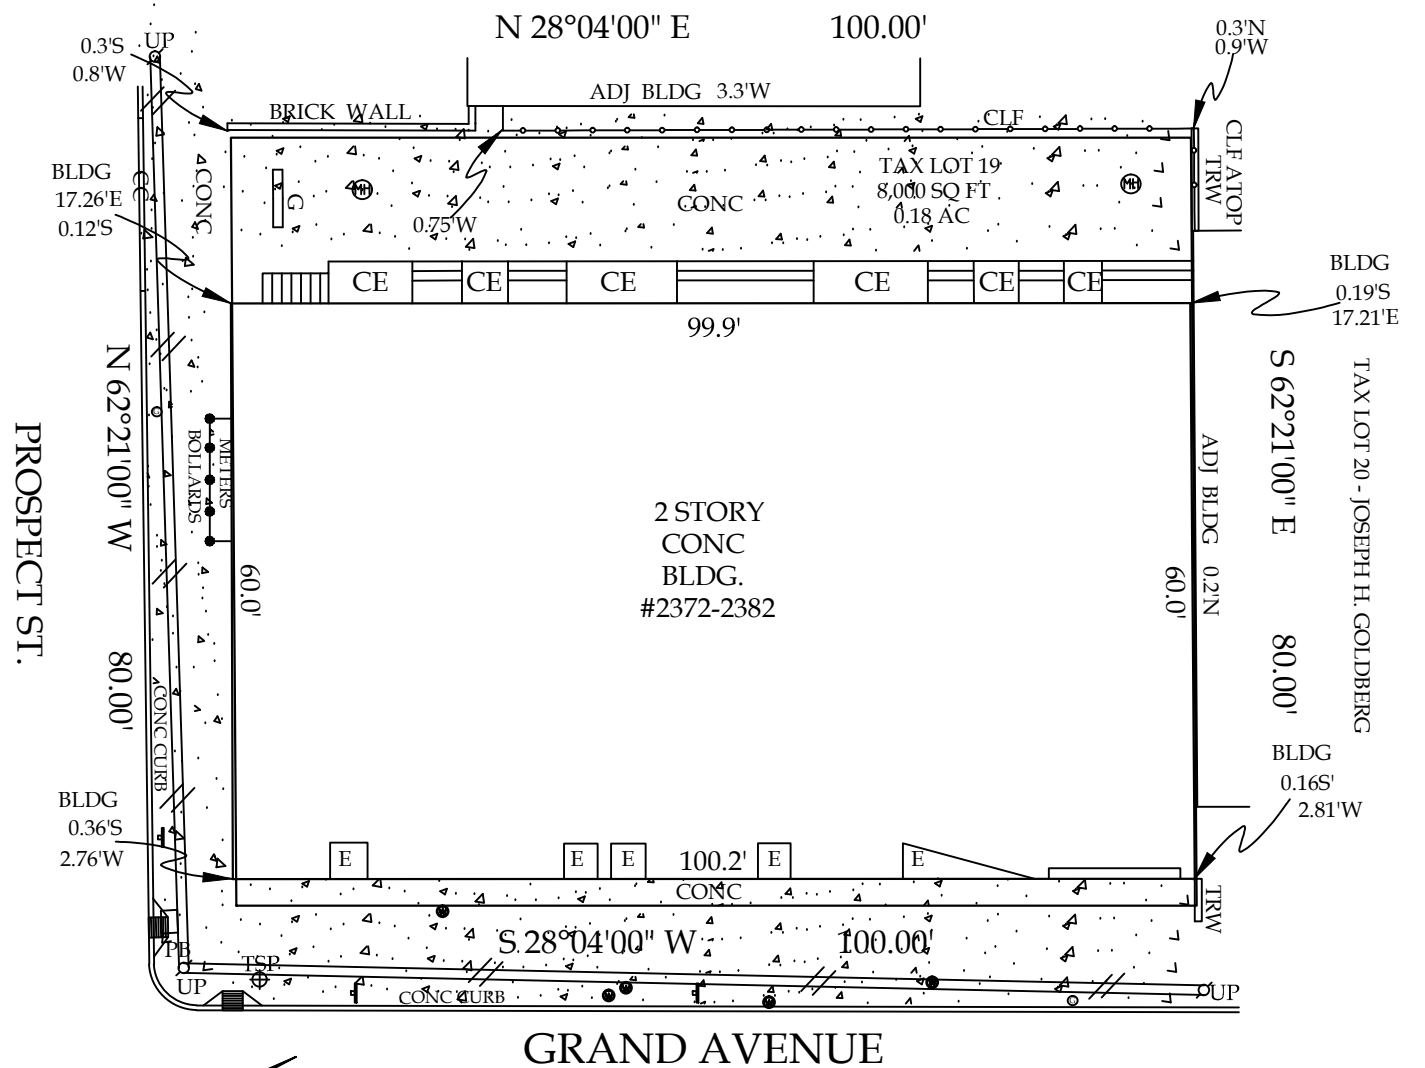 N 28°04'00" E 100.00'
0.3'S
0.8'W
UP
0.3'N
0.9'W
ADJ BLDG 3.3'W
BRICK WALL
CLF
CLF ATOP
TRW
BLDG
17.26'E
0.12'S
CC
CONC
G
MH
0.75'W
CONC
TAX LOT 19
8,000 SQ FT
0.18 AC
MH
BLDG
0.19'S
17.21'E
CE
CE
CE
CE
CE
CE
99.9'
N 62°21'00" W 80.00'
PROSPECT ST.
METERS
BOLLARDS
60.0'
2 STORY
CONC
BLDG.
#2372-2382
60.0'
ADJ BLDG 0.2'N
S 62°21'00" E 80.00'
TAX LOT 20 - JOSEPH H. GOLDBERG
CONC CURB
BLDG
0.36'S
2.76'W
BLDG
0.16S'
2.81'W
E
E
E
100.2'
E
E
CONC
TRW
S 28°04'00" W 100.00'
PB
UP
TSP
CONC CURB
UP
GRAND AVENUE